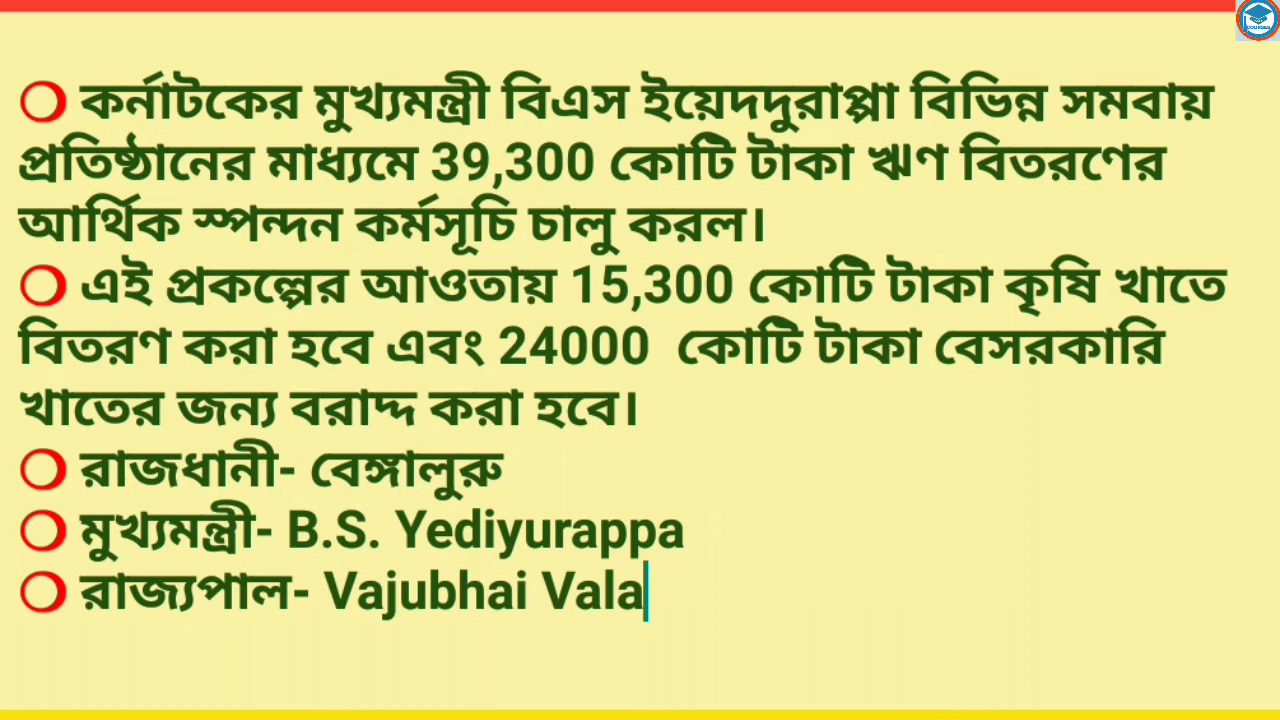 কর্নাটকের মুখ্যমন্ত্রী বিএস ইয়েদদুরাপ্পা বিভিন্ন সমবায়
প্রতিষ্ঠানের মাধ্যমে 39,300 কোটি টাকা ঋণ বিতরণের
আর্থিক স্পন্দন কর্মসূচি চালু করল।
এই প্রকল্পের আওতায় 15,300 কোটি টাকা কৃষি খাতে
বিতরণ করা হবে এবং 24000 কোটি টাকা বেসরকারি
খাতের জন্য বরাদ্দ করা হবে।
রাজধানী- বেঙ্গালুরু
মুখ্যমন্ত্রী- B.S. Yediyurappa
রাজ্যপাল- Vajubhai Vala